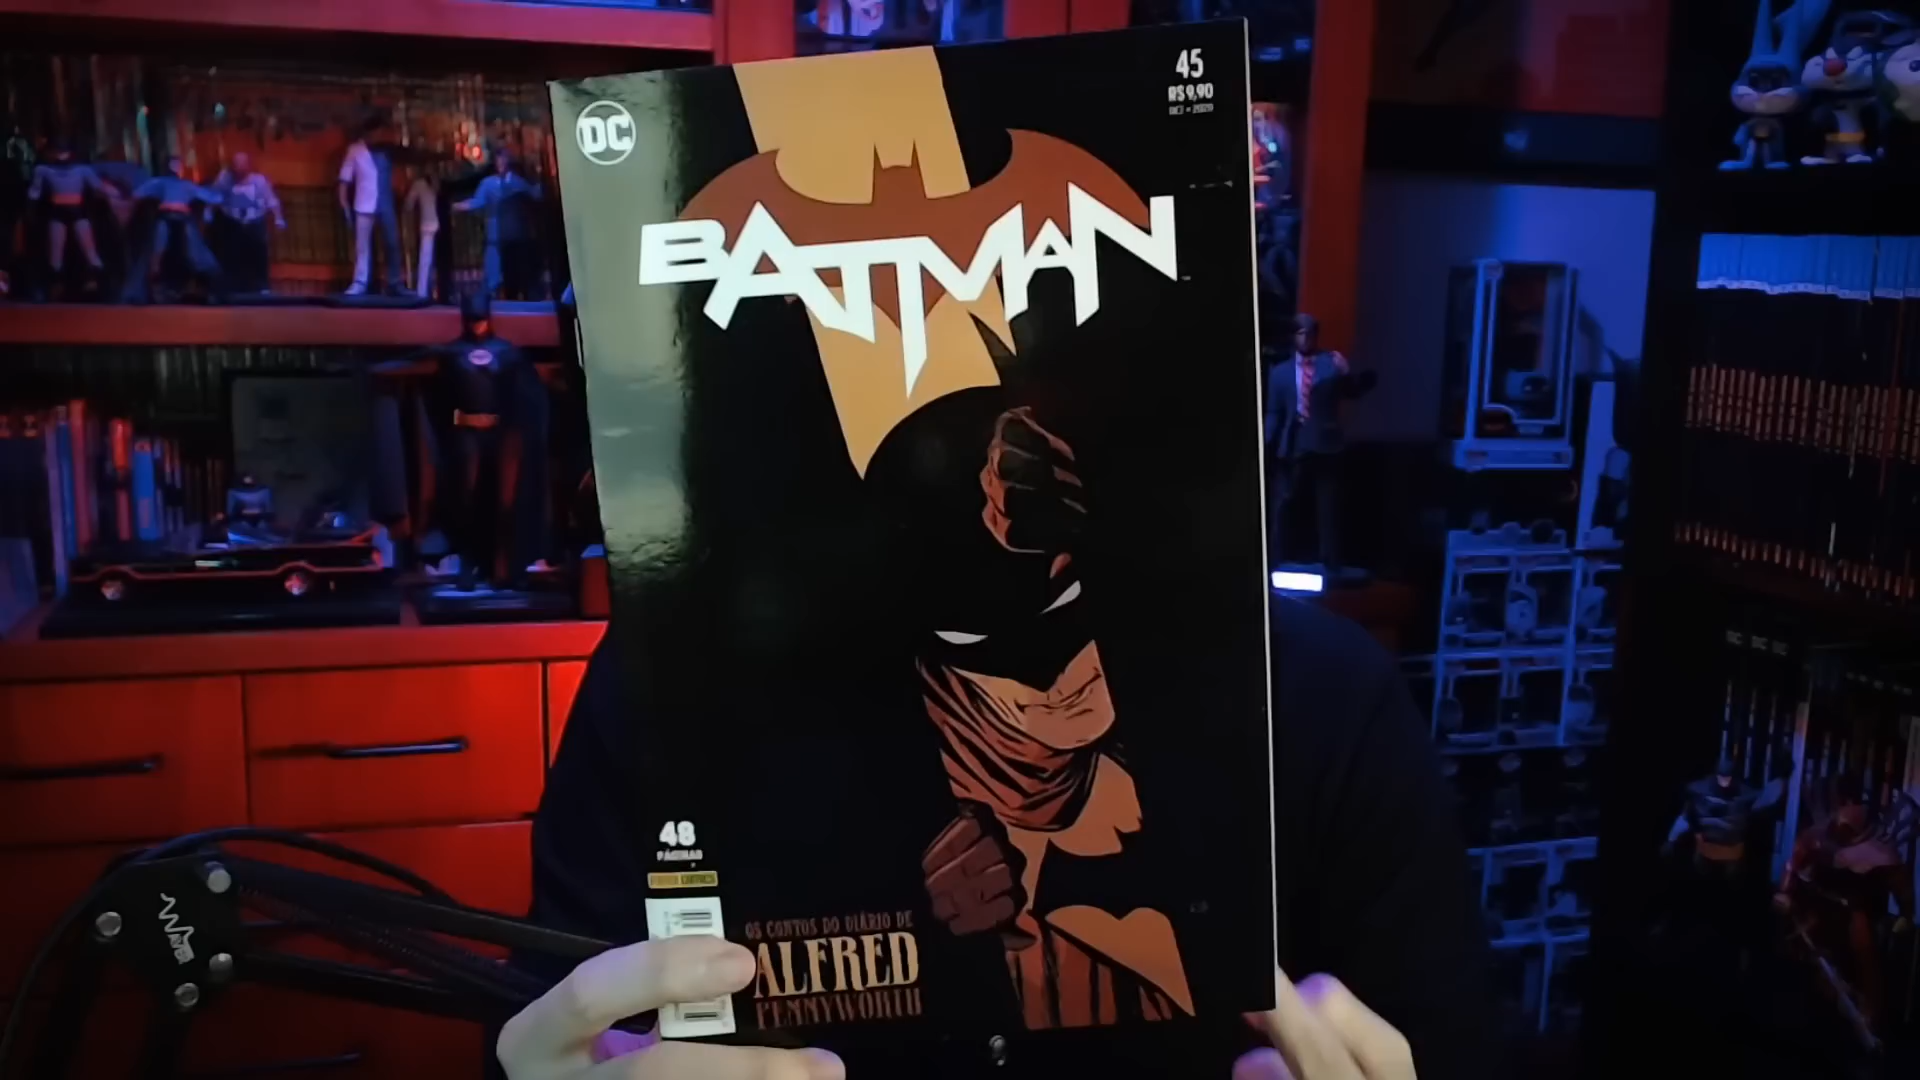 DC
45
R$ 9,90
BATMAN
48
PÁGINAS
OS CONTOS DO DIÁRIO DE
ALFRED
PENNYWORTH